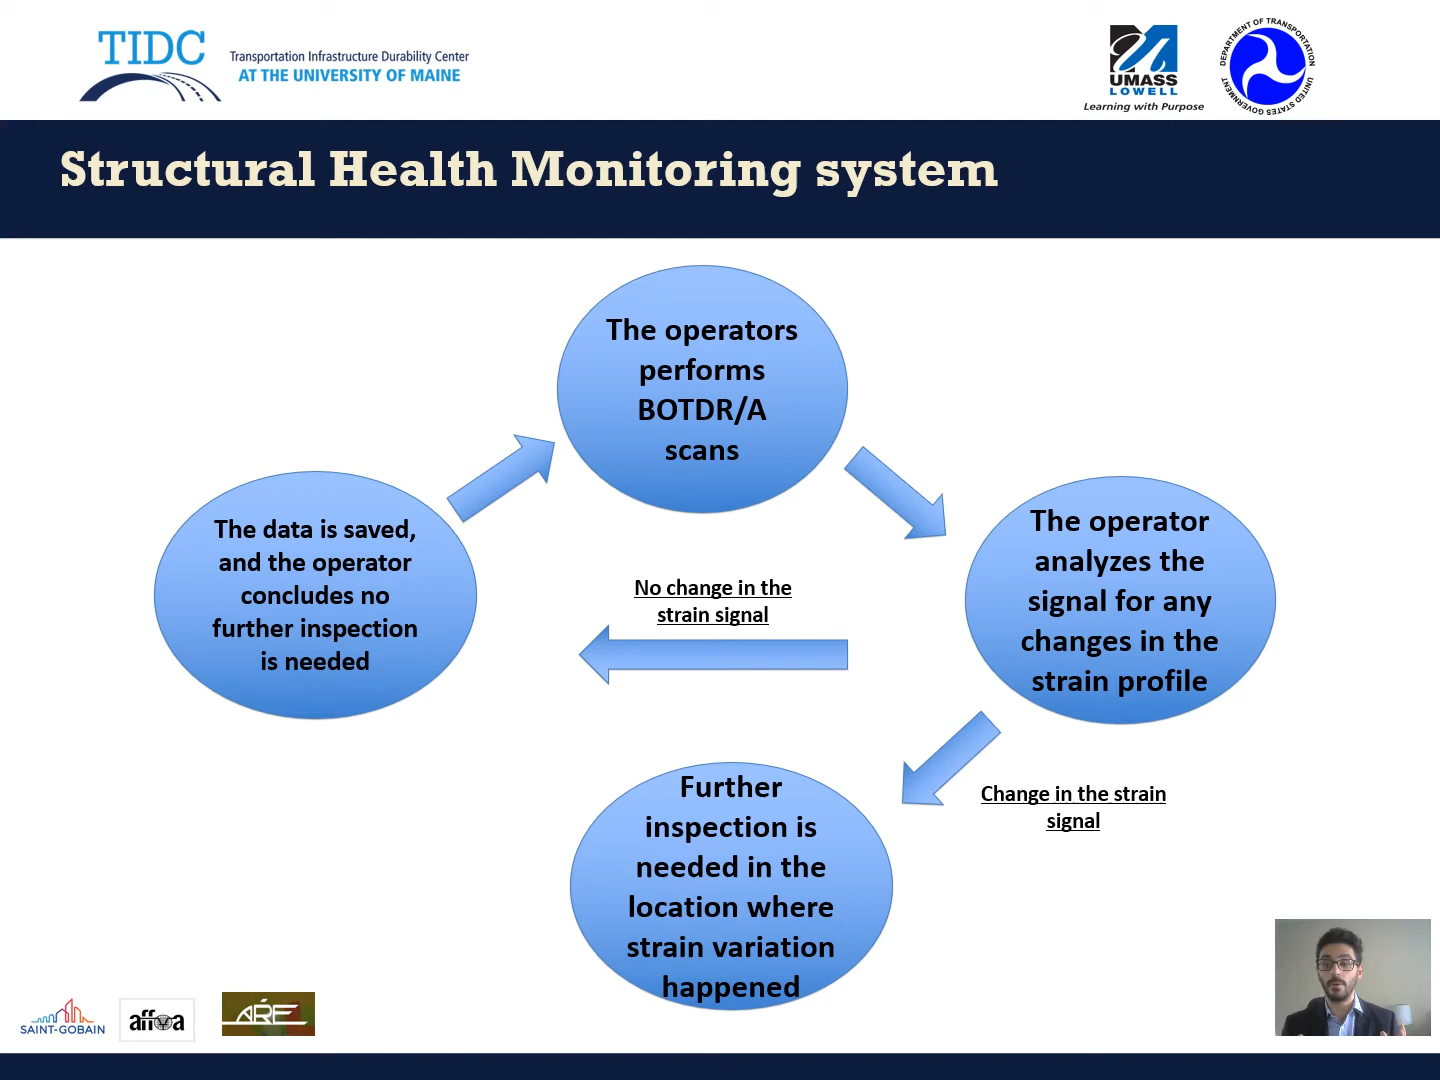 TIDC
Transportation Infrastructure Durability Center
AT THE UNIVERSITY OF MAINE
UMASS
LOWELL
Learning with Purpose
DEPARTMENT OF TRANSPORTATION
UNITED STATES GOVERNMENT
Structural Health Monitoring system
The operators
performs
BOTDR/A
scans
The data is saved,
and the operator
concludes no
further inspection
is needed
No change in the
strain signal
The operator
analyzes the
signal for any
changes in the
strain profile
Change in the strain
signal
Further
inspection is
needed in the
location where
strain variation
happened
SAINT-GOBAIN
affoa